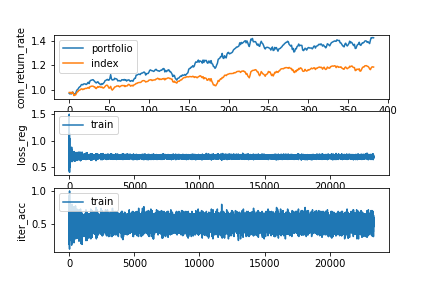 com_return_rate
1.4
1.2
1.0
portfolio
index
0 50 100 150 200 250 300 350 400
loss_reg
1.5
1.0
0.5
train
0 5000 10000 15000 20000
iter_acc
1.0
0.5
train
0 5000 10000 15000 20000